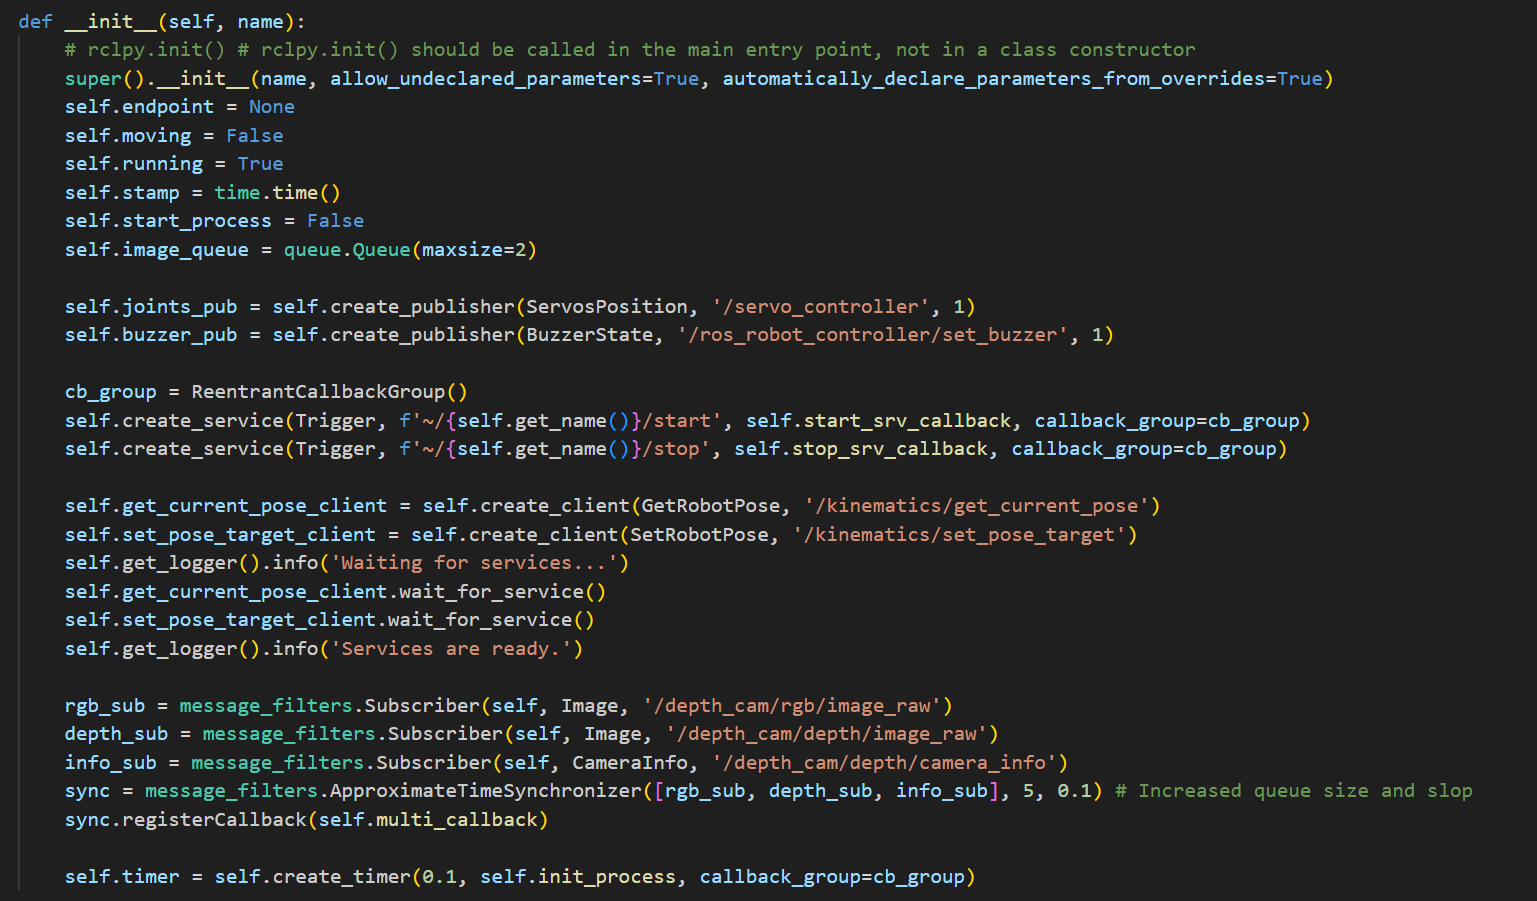 def __init__(self, name):
    # rclpy.init() # rclpy.init() should be called in the main entry point, not in a class constructor
    super().__init__(name, allow_undeclared_parameters=True, automatically_declare_parameters_from_overrides=True)
    self.endpoint = None
    self.moving = False
    self.running = True
    self.stamp = time.time()
    self.start_process = False
    self.image_queue = queue.Queue(maxsize=2)

    self.joints_pub = self.create_publisher(ServosPosition, '/servo_controller', 1)
    self.buzzer_pub = self.create_publisher(BuzzerState, '/ros_robot_controller/set_buzzer', 1)

    cb_group = ReentrantCallbackGroup()
    self.create_service(Trigger, f'~/{self.get_name()}/start', self.start_srv_callback, callback_group=cb_group)
    self.create_service(Trigger, f'~/{self.get_name()}/stop', self.stop_srv_callback, callback_group=cb_group)

    self.get_current_pose_client = self.create_client(GetRobotPose, '/kinematics/get_current_pose')
    self.set_pose_target_client = self.create_client(SetRobotPose, '/kinematics/set_pose_target')
    self.get_logger().info('Waiting for services...')
    self.get_current_pose_client.wait_for_service()
    self.set_pose_target_client.wait_for_service()
    self.get_logger().info('Services are ready.')

    rgb_sub = message_filters.Subscriber(self, Image, '/depth_cam/rgb/image_raw')
    depth_sub = message_filters.Subscriber(self, Image, '/depth_cam/depth/image_raw')
    info_sub = message_filters.Subscriber(self, CameraInfo, '/depth_cam/depth/camera_info')
    sync = message_filters.ApproximateTimeSynchronizer([rgb_sub, depth_sub, info_sub], 5, 0.1) # Increased queue size and slop
    sync.registerCallback(self.multi_callback)

    self.timer = self.create_timer(0.1, self.init_process, callback_group=cb_group)